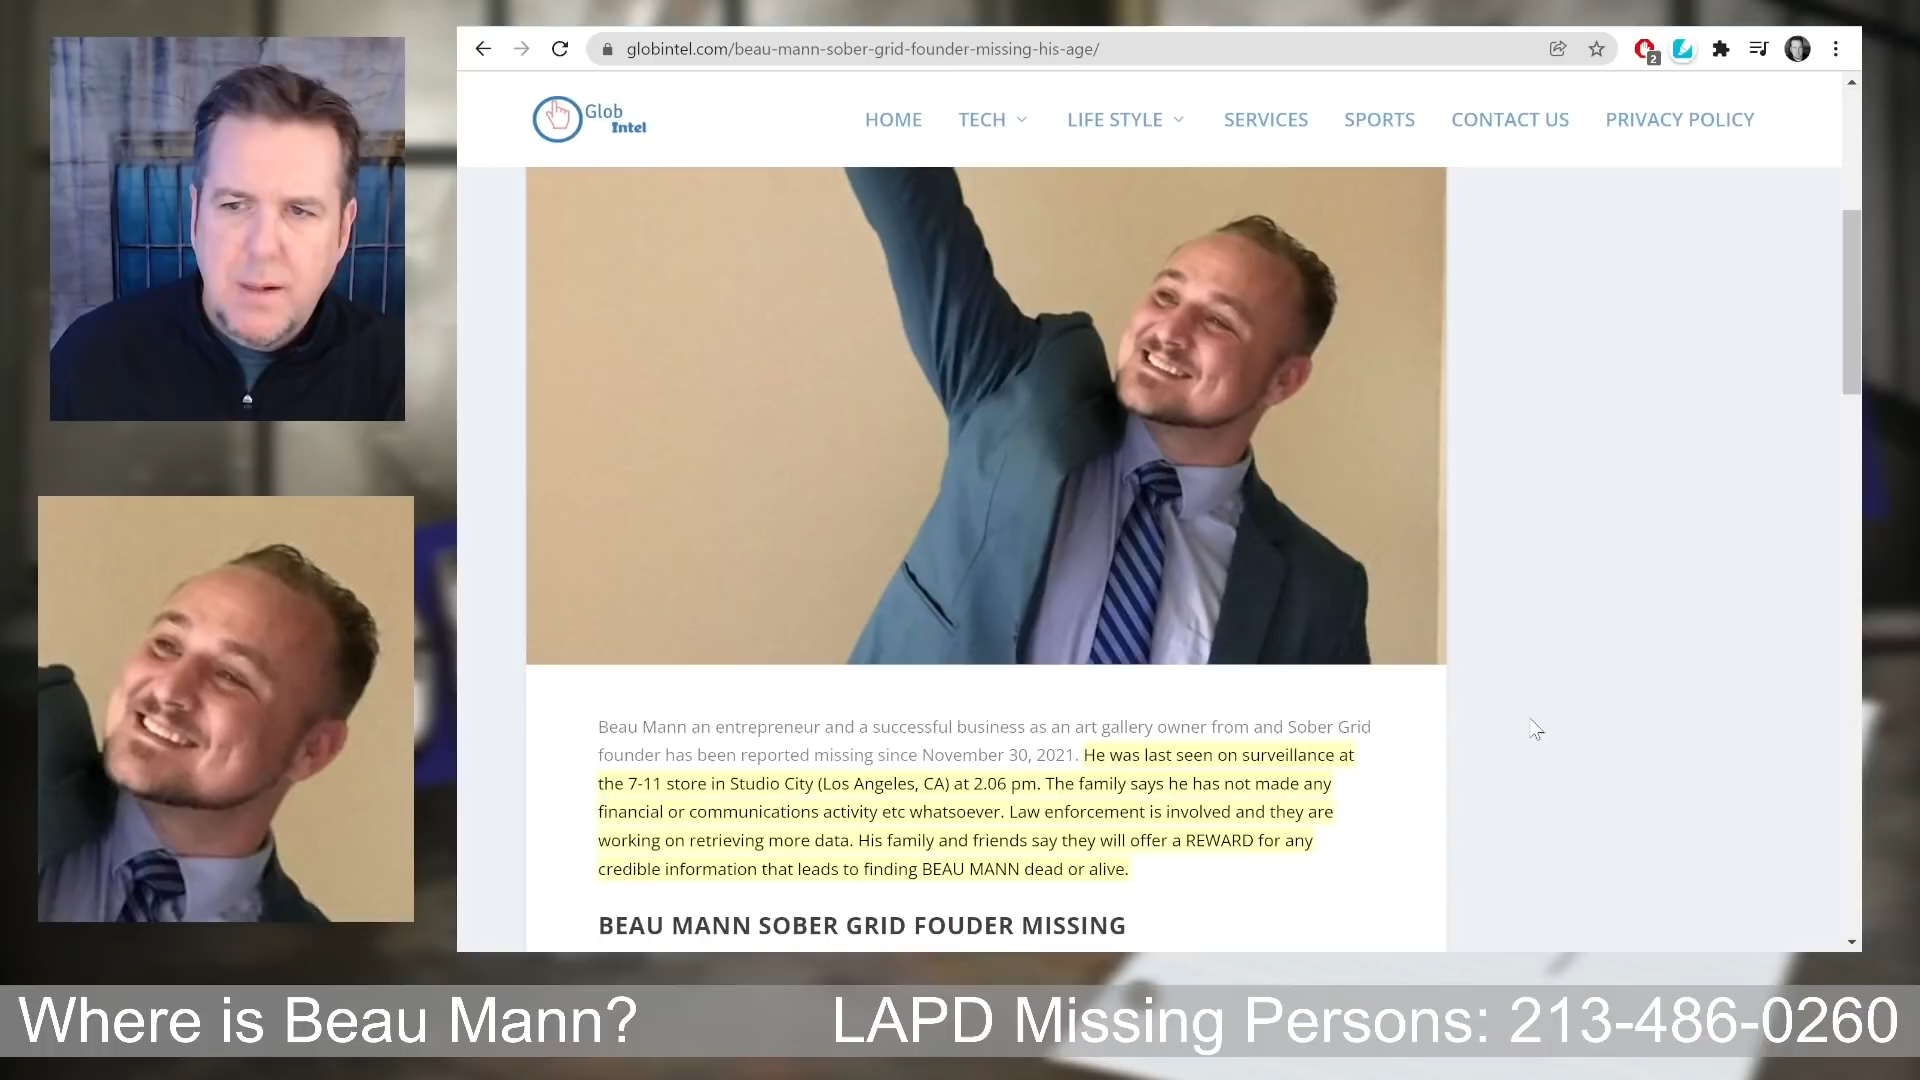 globintel.com/beau-mann-sober-grid-founder-missing-his-age/
2
Glob
Intel
HOME TECH LIFE STYLE SERVICES SPORTS CONTACT US PRIVACY POLICY
Beau Mann an entrepreneur and a successful business as an art gallery owner from and Sober Grid
founder has been reported missing since November 30, 2021. He was last seen on surveillance at
the 7-11 store in Studio City (Los Angeles, CA) at 2.06 pm. The family says he has not made any
financial or communications activity etc whatsoever. Law enforcement is involved and they are
working on retrieving more data. His family and friends say they will offer a REWARD for any
credible information that leads to finding BEAU MANN dead or alive.
BEAU MANN SOBER GRID FOUDER MISSING
Where is Beau Mann? LAPD Missing Persons: 213-486-0260